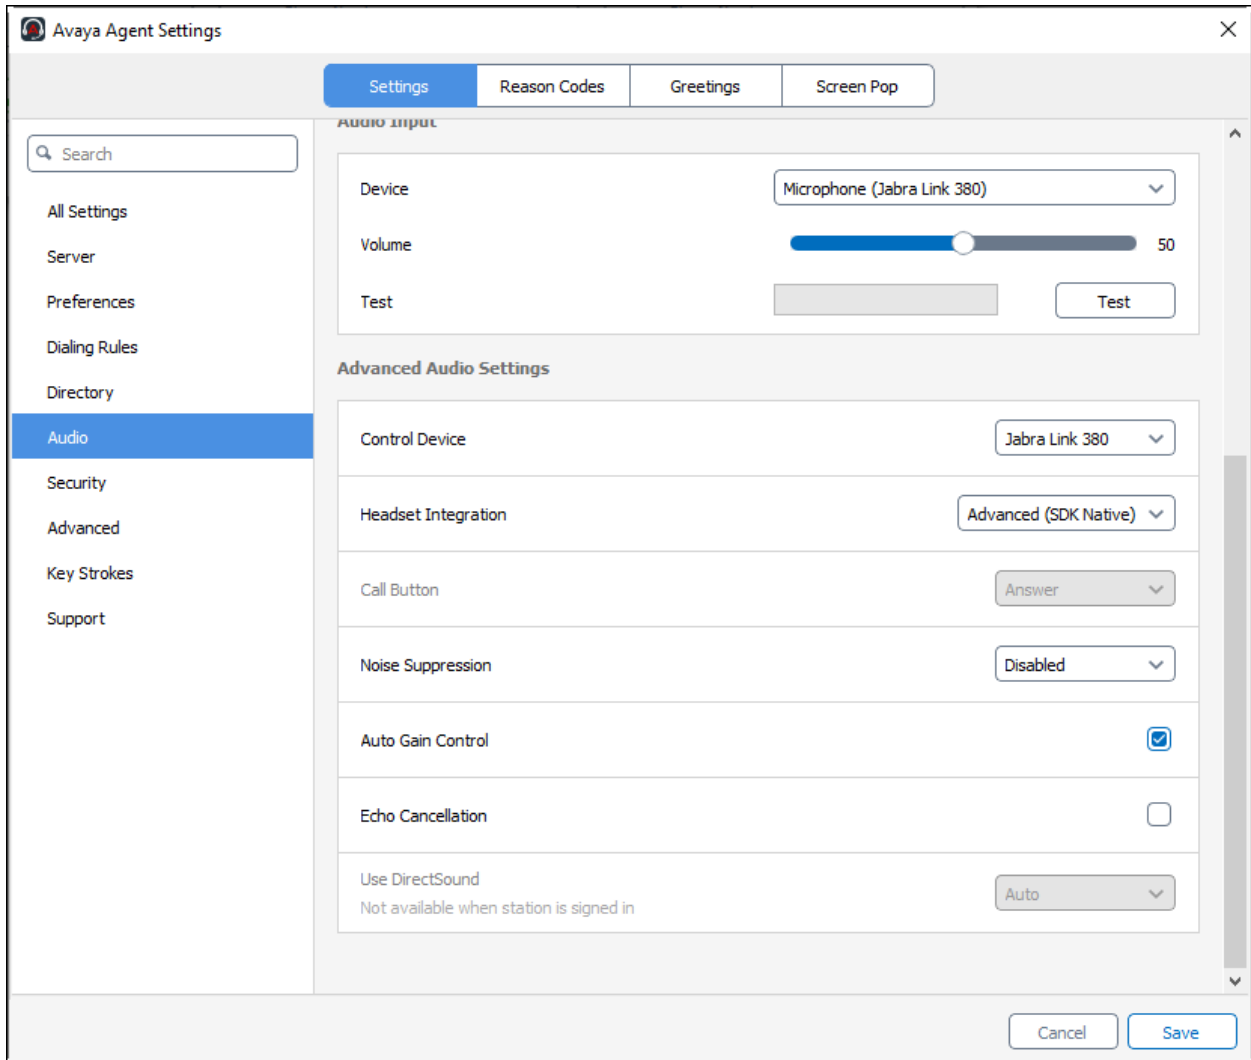 Avaya Agent Settings
Settings
Reason Codes
Greetings
Screen Pop
Search
All Settings
Server
Preferences
Dialing Rules
Directory
Audio
Security
Advanced
Key Strokes
Support
Audio Input
Device
Microphone (Jabra Link 380)
Volume
50
Test
Test
Advanced Audio Settings
Control Device
Jabra Link 380
Headset Integration
Advanced (SDK Native)
Call Button
Answer
Noise Suppression
Disabled
Auto Gain Control
Echo Cancellation
Use DirectSound
Not available when station is signed in
Auto
Cancel
Save